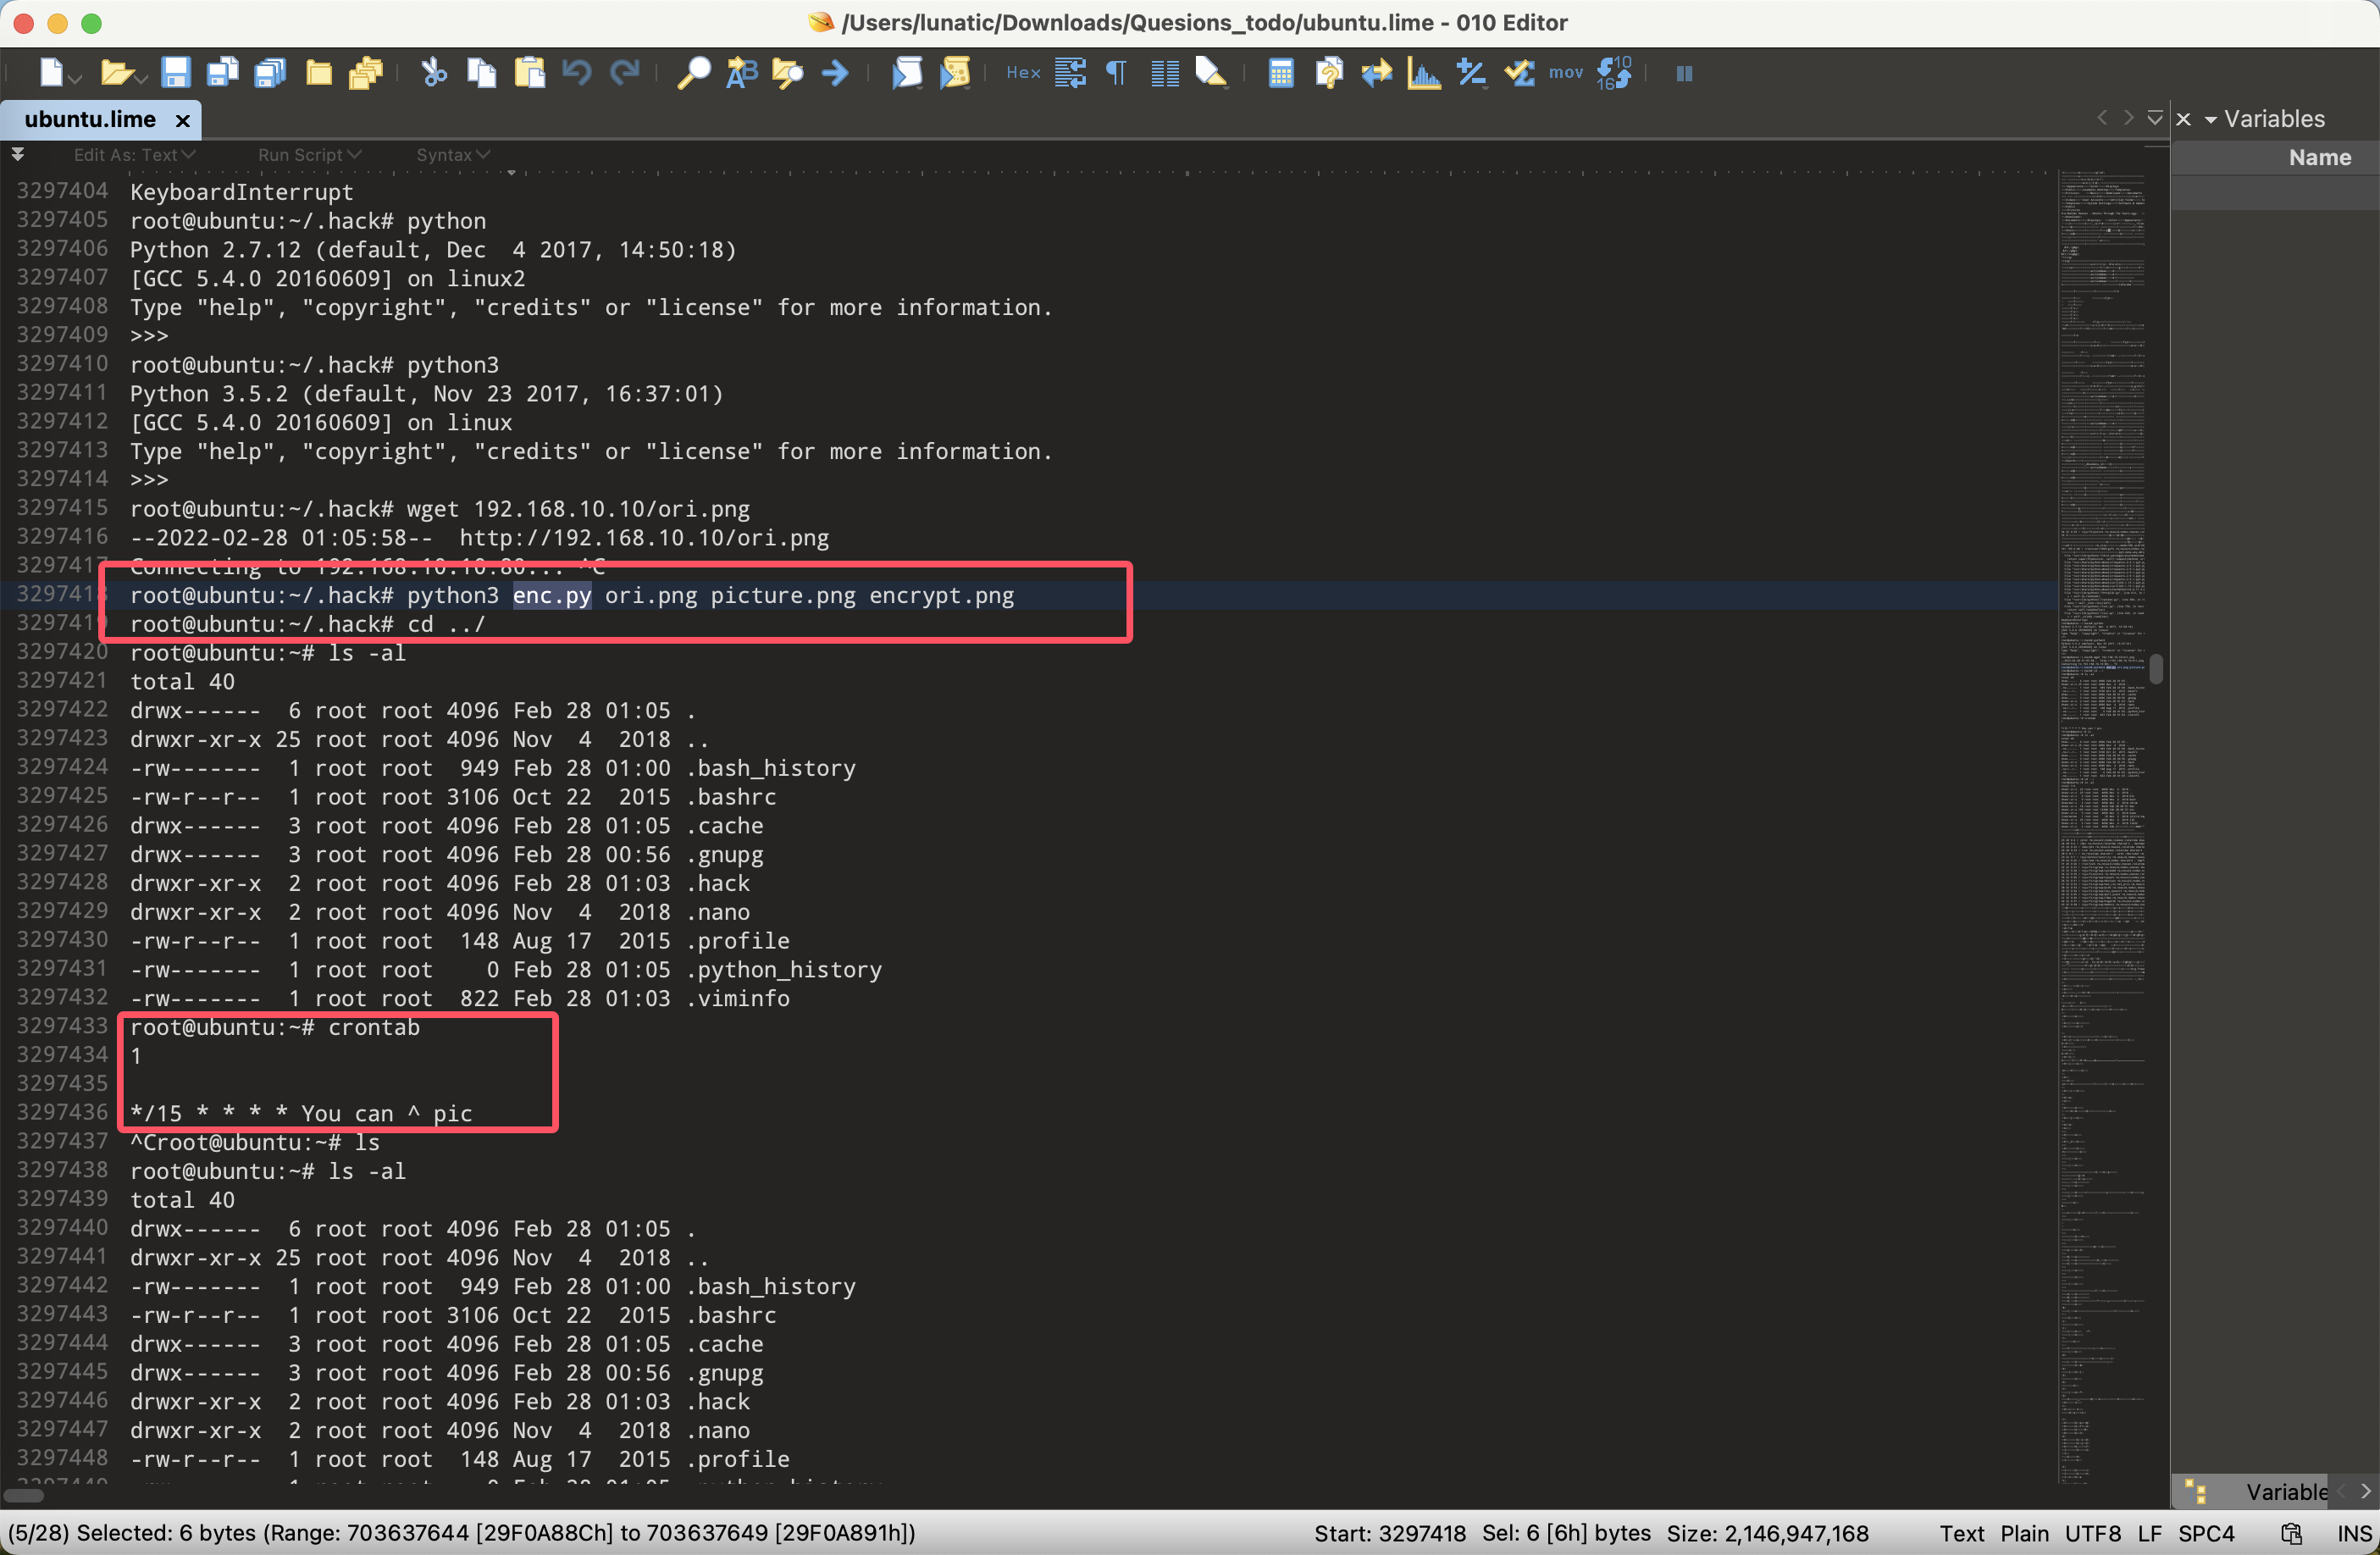 /Users/lunatic/Downloads/Quesions_todo/ubuntu.lime - 010 Editor
Hex
mov
10
16
ubuntu.lime
Variables
Edit As: Text
Run Script
Syntax
Name
3297404 KeyboardInterrupt
3297405 root@ubuntu:~/.hack# python
3297406 Python 2.7.12 (default, Dec  4 2017, 14:50:18)
3297407 [GCC 5.4.0 20160609] on linux2
3297408 Type "help", "copyright", "credits" or "license" for more information.
3297409 >>>
3297410 root@ubuntu:~/.hack# python3
3297411 Python 3.5.2 (default, Nov 23 2017, 16:37:01)
3297412 [GCC 5.4.0 20160609] on linux
3297413 Type "help", "copyright", "credits" or "license" for more information.
3297414 >>>
3297415 root@ubuntu:~/.hack# wget 192.168.10.10/ori.png
3297416 --2022-02-28 01:05:58--  http://192.168.10.10/ori.png
3297417 Connecting to 192.168.10.10:80... ^C
3297418 root@ubuntu:~/.hack# python3 enc.py ori.png picture.png encrypt.png
3297419 root@ubuntu:~/.hack# cd ../
3297420 root@ubuntu:~# ls -al
3297421 total 40
3297422 drwx------  6 root root 4096 Feb 28 01:05 .
3297423 drwxr-xr-x 25 root root 4096 Nov  4  2018 ..
3297424 -rw-------  1 root root  949 Feb 28 01:00 .bash_history
3297425 -rw-r--r--  1 root root 3106 Oct 22  2015 .bashrc
3297426 drwx------  3 root root 4096 Feb 28 01:05 .cache
3297427 drwx------  3 root root 4096 Feb 28 00:56 .gnupg
3297428 drwxr-xr-x  2 root root 4096 Feb 28 01:03 .hack
3297429 drwxr-xr-x  2 root root 4096 Nov  4  2018 .nano
3297430 -rw-r--r--  1 root root  148 Aug 17  2015 .profile
3297431 -rw-------  1 root root    0 Feb 28 01:05 .python_history
3297432 -rw-------  1 root root  822 Feb 28 01:03 .viminfo
3297433 root@ubuntu:~# crontab
3297434 1
3297435
3297436 */15 * * * * You can ^ pic
3297437 ^Croot@ubuntu:~# ls
3297438 root@ubuntu:~# ls -al
3297439 total 40
3297440 drwx------  6 root root 4096 Feb 28 01:05 .
3297441 drwxr-xr-x 25 root root 4096 Nov  4  2018 ..
3297442 -rw-------  1 root root  949 Feb 28 01:00 .bash_history
3297443 -rw-r--r--  1 root root 3106 Oct 22  2015 .bashrc
3297444 drwx------  3 root root 4096 Feb 28 01:05 .cache
3297445 drwx------  3 root root 4096 Feb 28 00:56 .gnupg
3297446 drwxr-xr-x  2 root root 4096 Feb 28 01:03 .hack
3297447 drwxr-xr-x  2 root root 4096 Nov  4  2018 .nano
3297448 -rw-r--r--  1 root root  148 Aug 17  2015 .profile
Variable
(5/28) Selected: 6 bytes (Range: 703637644 [29F0A88Ch] to 703637649 [29F0A891h])
Start: 3297418 Sel: 6 [6h] bytes Size: 2,146,947,168
Text Plain UTF8 LF SPC4 INS